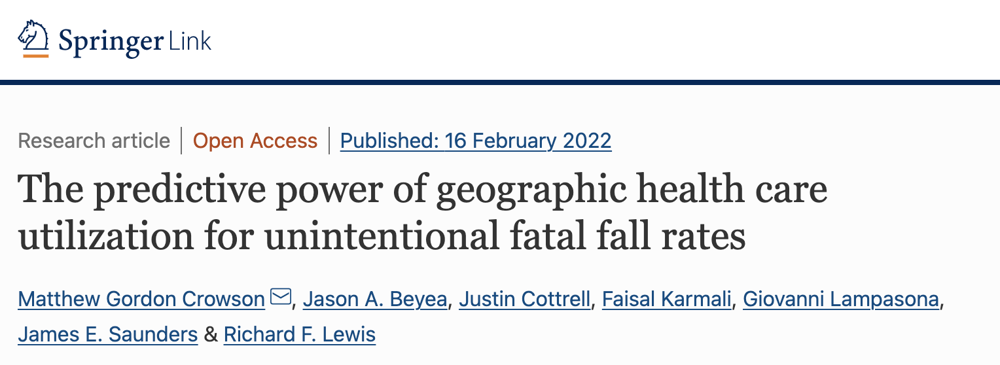 Springer Link
Research article | Open Access | Published: 16 February 2022
The predictive power of geographic health care
utilization for unintentional fatal fall rates
Matthew Gordon Crowson, Jason A. Beyea, Justin Cottrell, Faisal Karmali, Giovanni Lampasona,
James E. Saunders & Richard F. Lewis